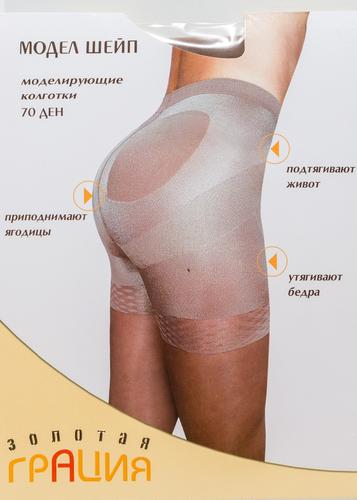 МОДЕЛ ШЕЙП
моделирующие
колготки
70 ДЕН
подтягивают
живот
приподнимают
ягодицы
утягивают
бедра
ЗОЛОТАЯ
ГРАЦИЯ